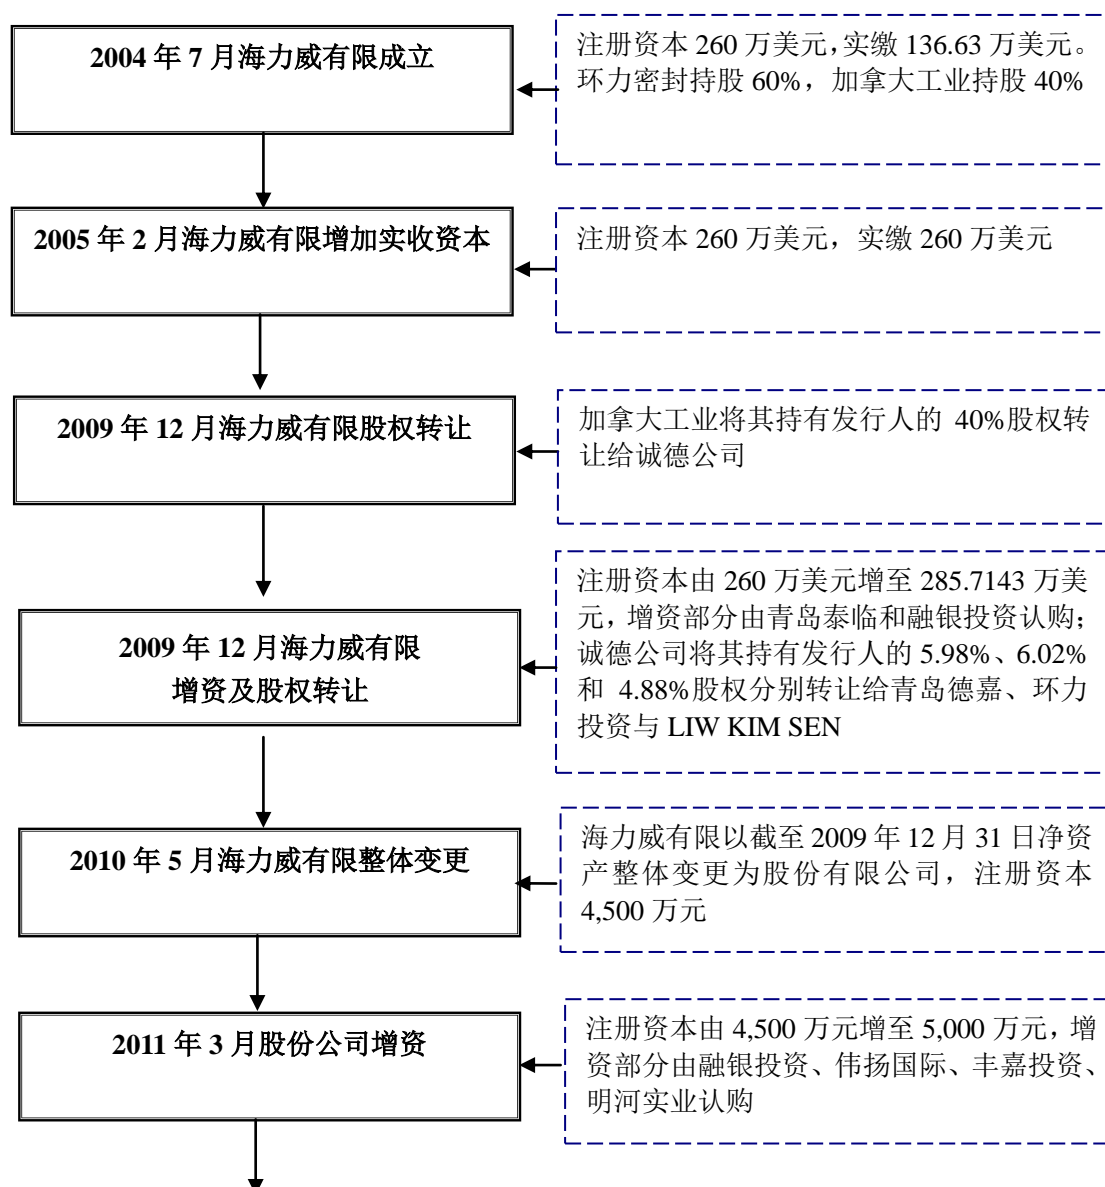 2004 年 7 月海力威有限成立
注册资本 260 万美元，实缴 136.63 万美元。
环力密封持股 60%，加拿大工业持股 40%
2005 年 2 月海力威有限增加实收资本
注册资本 260 万美元，实缴 260 万美元
2009 年 12 月海力威有限股权转让
加拿大工业将其持有发行人的 40%股权转
让给诚德公司
2009 年 12 月海力威有限
增资及股权转让
注册资本由 260 万美元增至 285.7143 万美
元，增资部分由青岛泰临和融银投资认购；
诚德公司将其持有发行人的 5.98%、6.02%
和 4.88%股权分别转让给青岛德嘉、环力
投资与 LIW KIM SEN
2010 年 5 月海力威有限整体变更
海力威有限以截至 2009 年 12 月 31 日净资
产整体变更为股份有限公司，注册资本
4,500 万元
2011 年 3 月股份公司增资
注册资本由 4,500 万元增至 5,000 万元，增
资部分由融银投资、伟扬国际、丰嘉投资、
明河实业认购